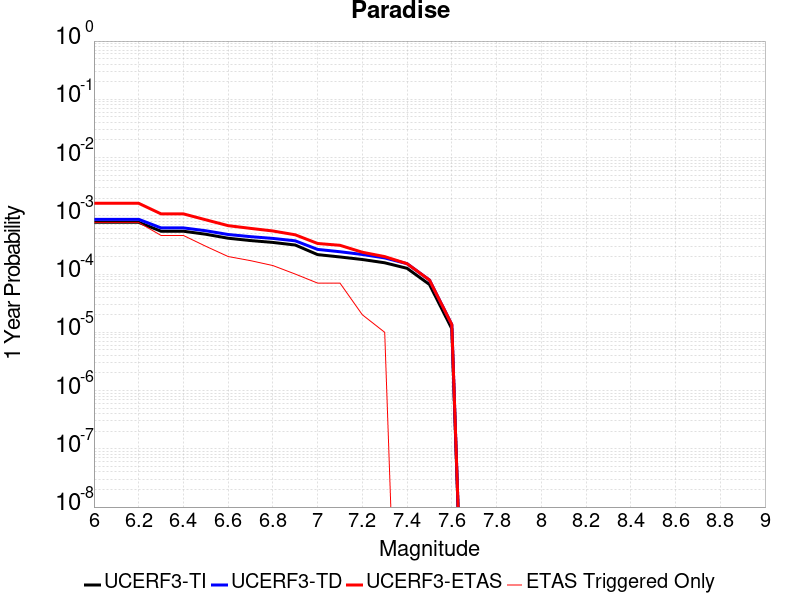 Paradise
10^0
10^-1
10^-2
10^-3
10^-4
10^-5
10^-6
10^-7
10^-8
1 Year Probability
6 6.2 6.4 6.6 6.8 7 7.2 7.4 7.6 7.8 8 8.2 8.4 8.6 8.8 9
Magnitude
UCERF3-TI UCERF3-TD UCERF3-ETAS ETAS Triggered Only